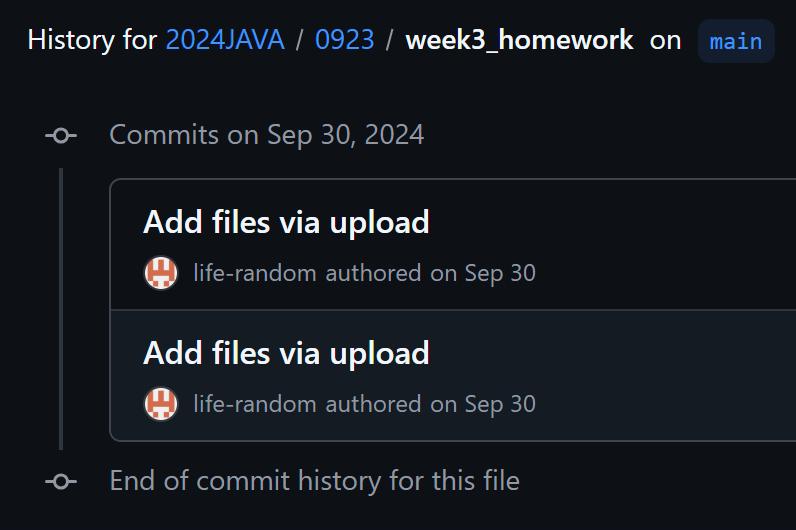 History for 2024JAVA / 0923 / week3_homework on main
Commits on Sep 30, 2024
Add files via upload
life-random authored on Sep 30
Add files via upload
life-random authored on Sep 30
End of commit history for this file